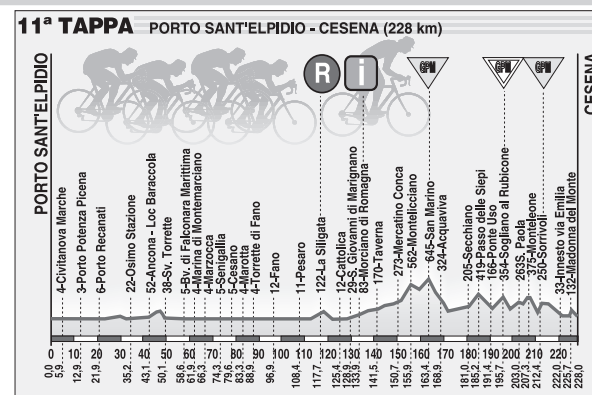 11ª TAPPA PORTO SANT'ELPIDIO - CESENA (228 km)
R
i
GPM
GPM
GPM
PORTO SANT'ELPIDIO
4-Civitanova Marche
3-Porto Potenza Picena
6-Porto Recanati
22-Osimo Stazione
52-Ancona - Loc Baraccola
38-Sv. Torrette
5-Bv. di Falconara Marittima
4-Marina di Montemarciano
4-Marzocca
5-Senigallia
5-Cesano
4-Marotta
4-Torrette di Fano
12-Fano
11-Pesaro
122-La Siligata
12-Cattolica
29-S. Giovanni di Marignano
83-Morciano di Romagna
170-Taverna
273-Mercatino Conca
562-Montelicciano
645-San Marino
324-Acquaviva
205-Secchiano
419-Passo delle Siepi
166-Ponte Uso
354-Sogliano al Rubicone
263S. Paola
375-Monteleone
250-Sorrivoli
33-Innesto via Emilia
132-Madonna del Monte
CESENA
0 10 20 30 40 50 60 70 80 90 100 110 120 130 140 150 160 170 180 190 200 210 220
0,0
5,9
12,9
21,9
35,2
43,1
50,1
58,6
61,9
66,3
74,3
79,6
83,3
88,9
96,9
108,4
117,7
125,4
128,9
133,9
141,5
150,7
155,9
163,4
168,9
181,0
185,2
191,4
195,7
203,0
207,3
212,4
222,0
225,7
228,0